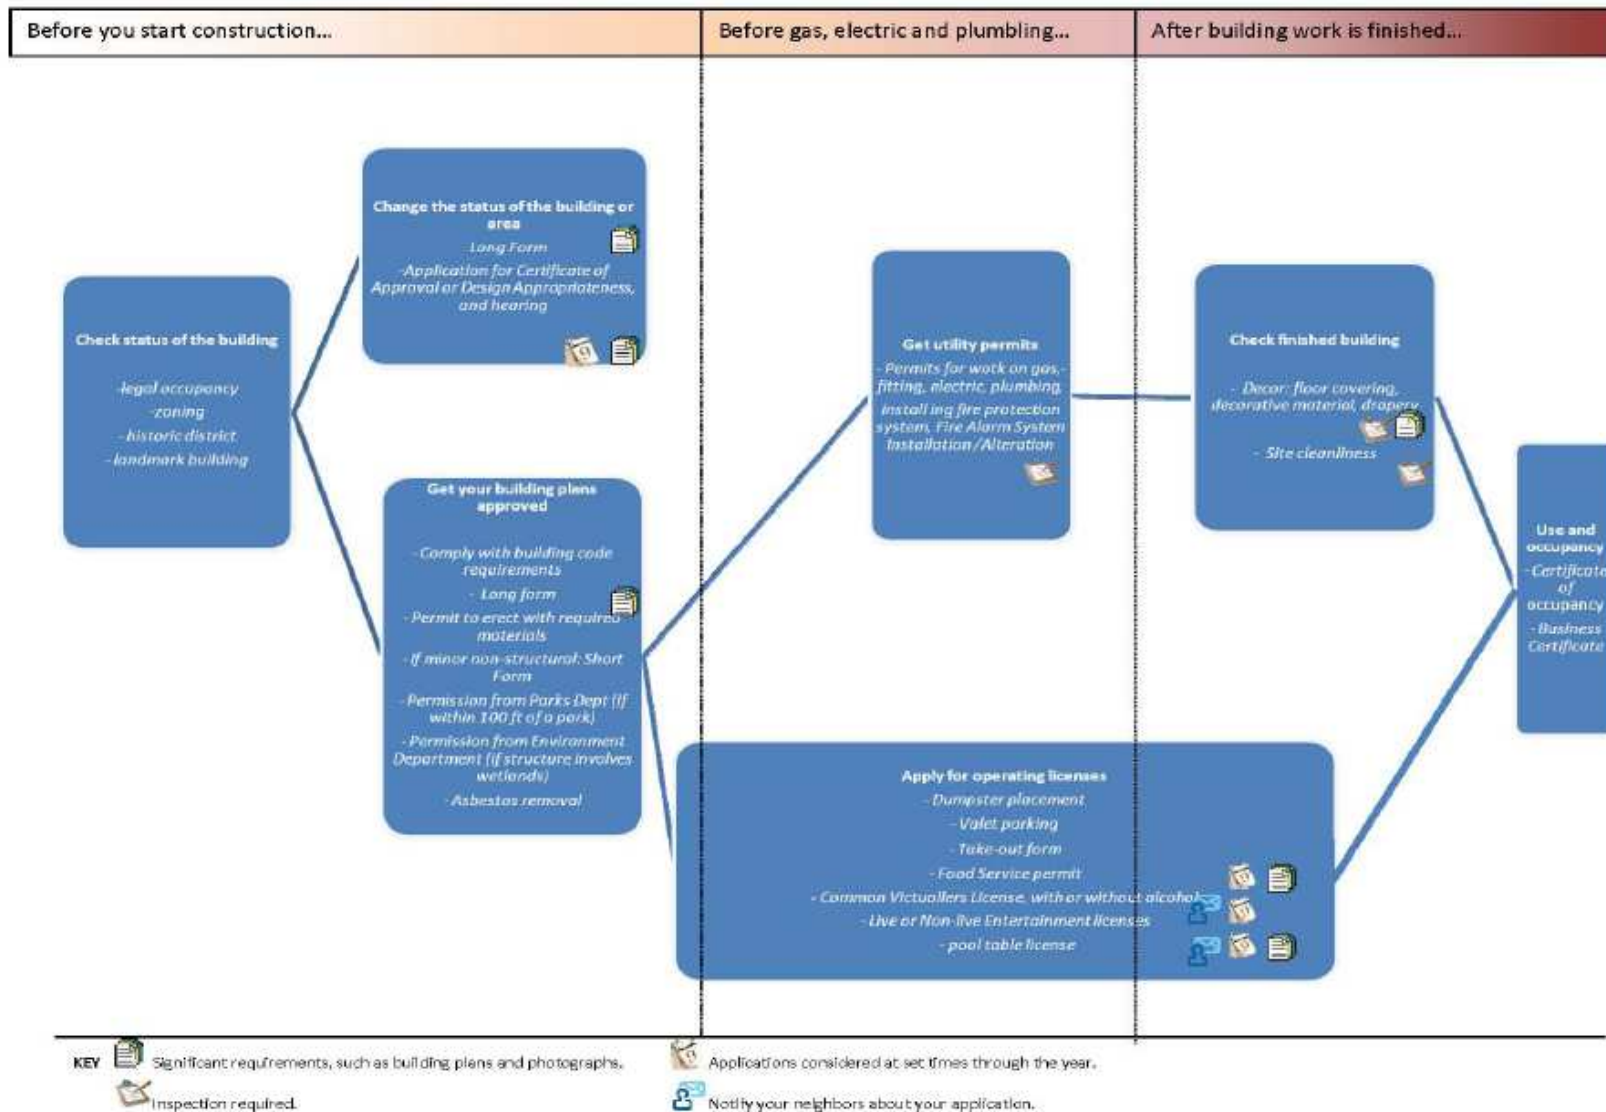 Before you start construction...
Before gas, electric and plumbling...
After building work is finished...
Change the status of the building or
area
Long Form
-Application for Certificate of
Approval or Design Appropriateness,
and hearing
Check status of the building
-legal occupancy
-zoning
-historic district
-landmark building
Get your building plans
approved
-Comply with building code
requirements
- Long form
- Permit to erect with required
materials
- If minor non-structural: Short
Form
-Permission from Parks Dept (if
within 100 ft of a park)
- Permission from Environment
Department (if structure involves
wetlands)
- Asbestos removal
Get utility permits
- Permits for work on gas,-
fitting, electric, plumbing,
Installing fire protection
system, Fire Alarm System
Installation/Alteration
Check finished building
- Decor: floor covering,
decorative material, drapery
- Site cleanliness
Apply for operating licenses
- Dumpster placement
- Valet parking
- Take-out form
- Food Service permit
- Common Victuallers License, with or without alcohol
- Live or Non-live Entertainment licenses
- pool table license
Use and
occupancy
- Certificate
of
occupancy
- Business
Certificate
KEY
Significant requirements, such as building plans and photographs.
Applications considered at set times through the year.
Inspection required.
Notify your neighbors about your application.